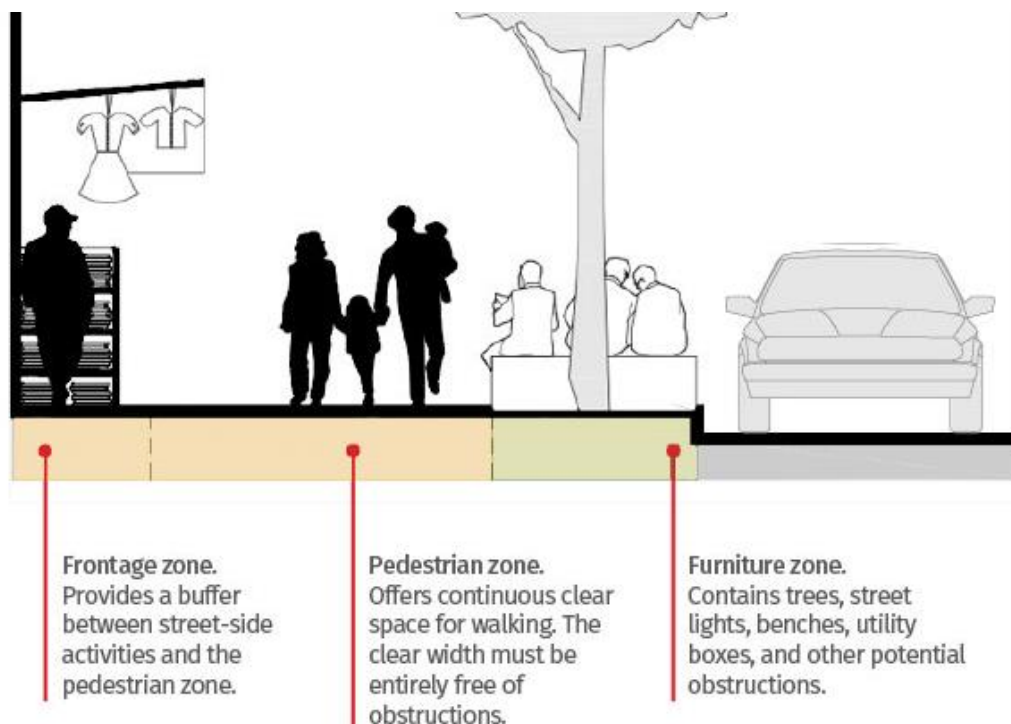 Frontage zone.
Provides a buffer
between street-side
activities and the
pedestrian zone.
Pedestrian zone.
Offers continuous clear
space for walking. The
clear width must be
entirely free of
obstructions.
Furniture zone.
Contains trees, street
lights, benches, utility
boxes, and other potential
obstructions.